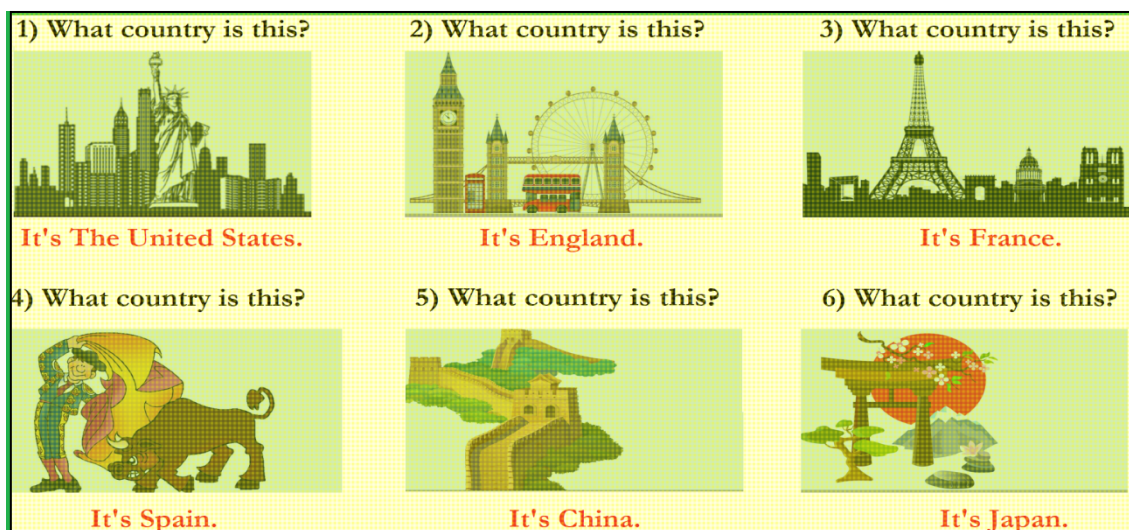 1) What country is this?
2) What country is this?
3) What country is this?
It's The United States.
It's England.
It's France.
4) What country is this?
5) What country is this?
6) What country is this?
It's Spain.
It's China.
It's Japan.